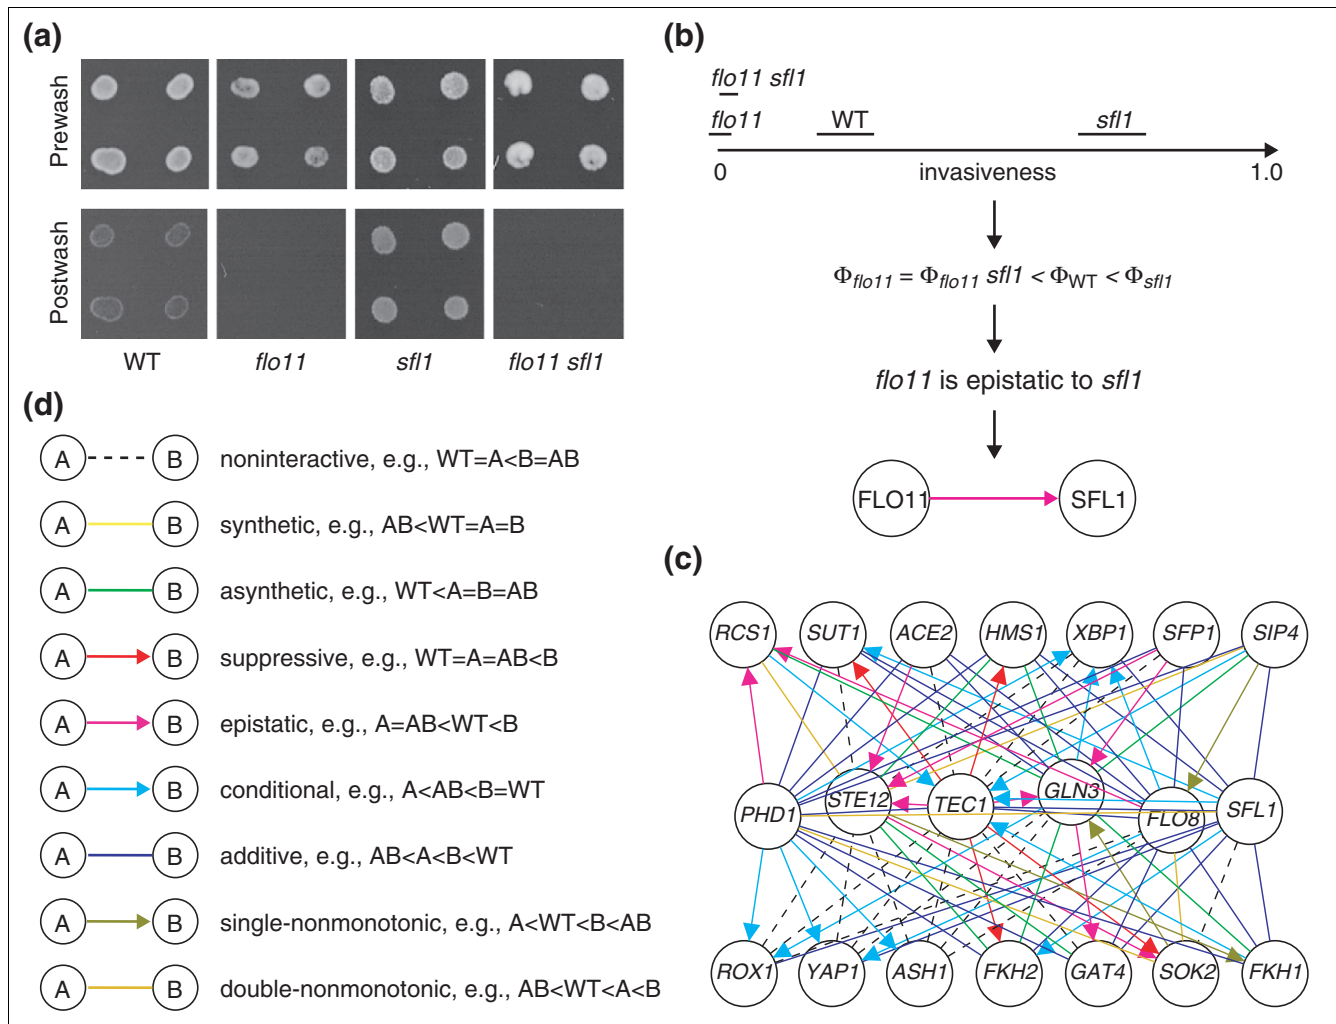 (a)
Prewash
Postwash
WT flo11 sfl1 flo11 sfl1
(b)
flo11 sfl1
flo11 WT sfl1
0 invasiveness 1.0
Φflo11 = Φflo11 sfl1 < ΦWT < Φsfl1
flo11 is epistatic to sfl1
FLO11 SFL1
(c)
RCS1 SUT1 ACE2 HMS1 XBP1 SFP1 SIP4
PHD1 STE12 TEC1 GLN3 FLO8 SFL1
ROX1 YAP1 ASH1 FKH2 GAT4 SOK2 FKH1
(d)
A B noninteractive, e.g., WT=A<B=AB
A B synthetic, e.g., AB<WT=A=B
A B asynthetic, e.g., WT<A=B=AB
A B suppressive, e.g., WT=A=AB<B
A B epistatic, e.g., A=AB<WT<B
A B conditional, e.g., A<AB<B=WT
A B additive, e.g., AB<A<B<WT
A B single-nonmonotonic, e.g., A<WT<B<AB
A B double-nonmonotonic, e.g., AB<WT<A<B